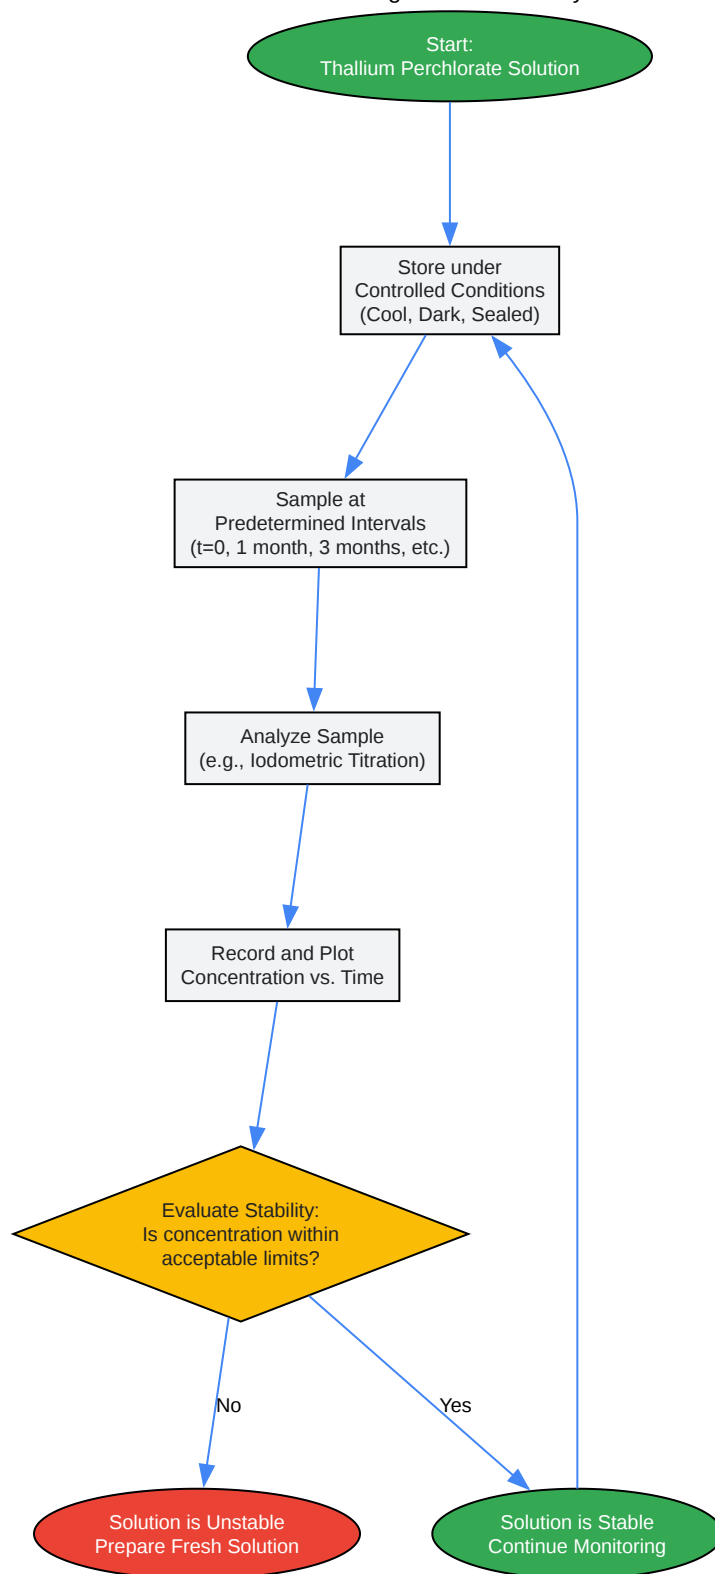 Start:
Thallium Perchlorate Solution
Store under
Controlled Conditions
(Cool, Dark, Sealed)
Sample at
Predetermined Intervals
(t=0, 1 month, 3 months, etc.)
Analyze Sample
(e.g., Iodometric Titration)
Record and Plot
Concentration vs. Time
Evaluate Stability:
Is concentration within
acceptable limits?
No
Yes
Solution is Unstable
Prepare Fresh Solution
Solution is Stable
Continue Monitoring